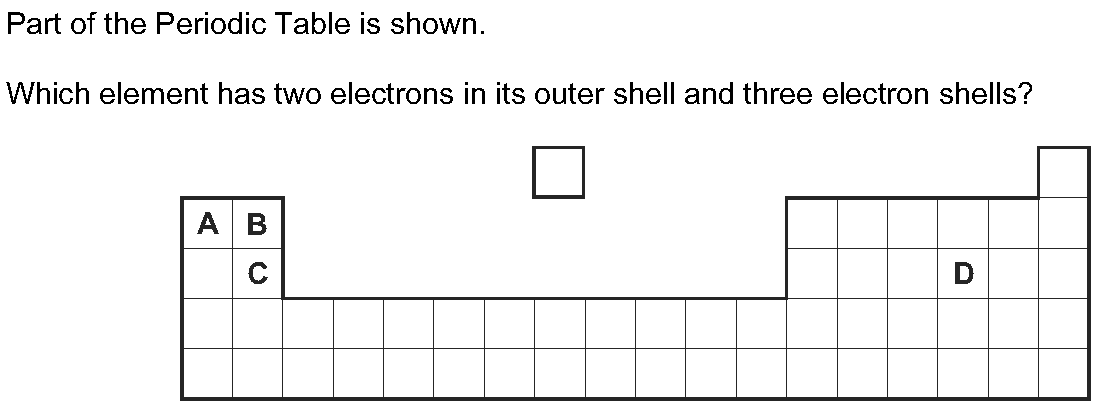 Part of the Periodic Table is shown.
Which element has two electrons in its outer shell and three electron shells?
A B
C D